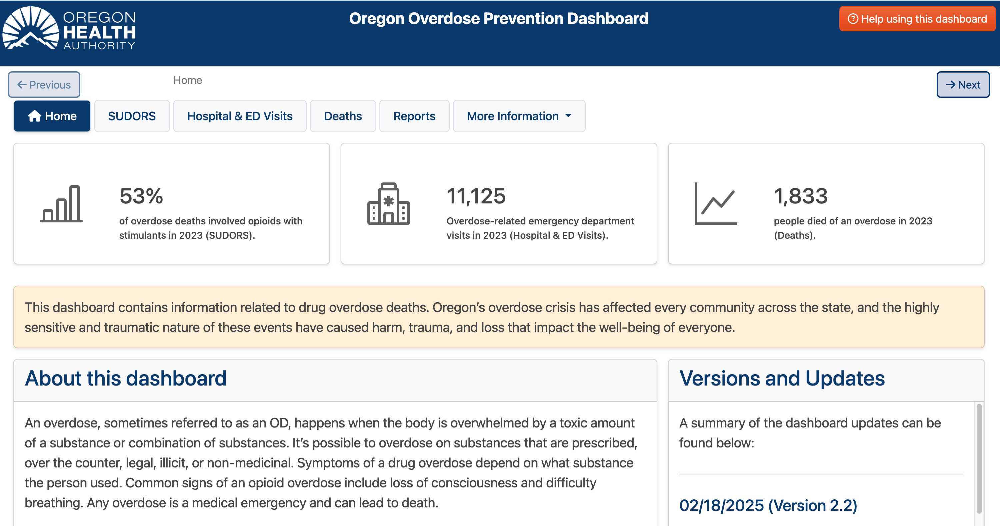 OREGON
HEALTH
AUTHORITY
Oregon Overdose Prevention Dashboard
Help using this dashboard
Previous
Home
Next
Home
SUDORS
Hospital & ED Visits
Deaths
Reports
More Information
53%
of overdose deaths involved opioids with
stimulants in 2023 (SUDORS).
11,125
Overdose-related emergency department
visits in 2023 (Hospital & ED Visits).
1,833
people died of an overdose in 2023
(Deaths).
This dashboard contains information related to drug overdose deaths. Oregon’s overdose crisis has affected every community across the state, and the highly
sensitive and traumatic nature of these events have caused harm, trauma, and loss that impact the well-being of everyone.
About this dashboard
An overdose, sometimes referred to as an OD, happens when the body is overwhelmed by a toxic amount
of a substance or combination of substances. It’s possible to overdose on substances that are prescribed,
over the counter, legal, illicit, or non-medicinal. Symptoms of a drug overdose depend on what substance
the person used. Common signs of an opioid overdose include loss of consciousness and difficulty
breathing. Any overdose is a medical emergency and can lead to death.
Versions and Updates
A summary of the dashboard updates can be
found below:
02/18/2025 (Version 2.2)